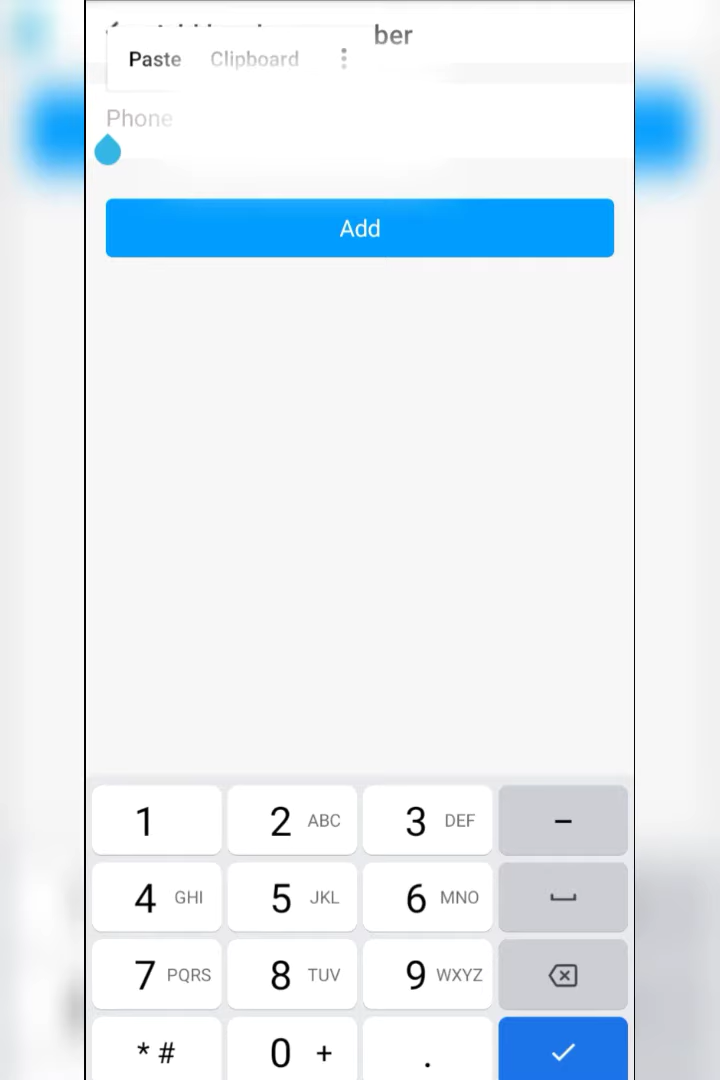 ber
Paste Clipboard
Phone
Add
1 2 ABC 3 DEF –
4 GHI 5 JKL 6 MNO
7 PQRS 8 TUV 9 WXYZ
* # 0 + .